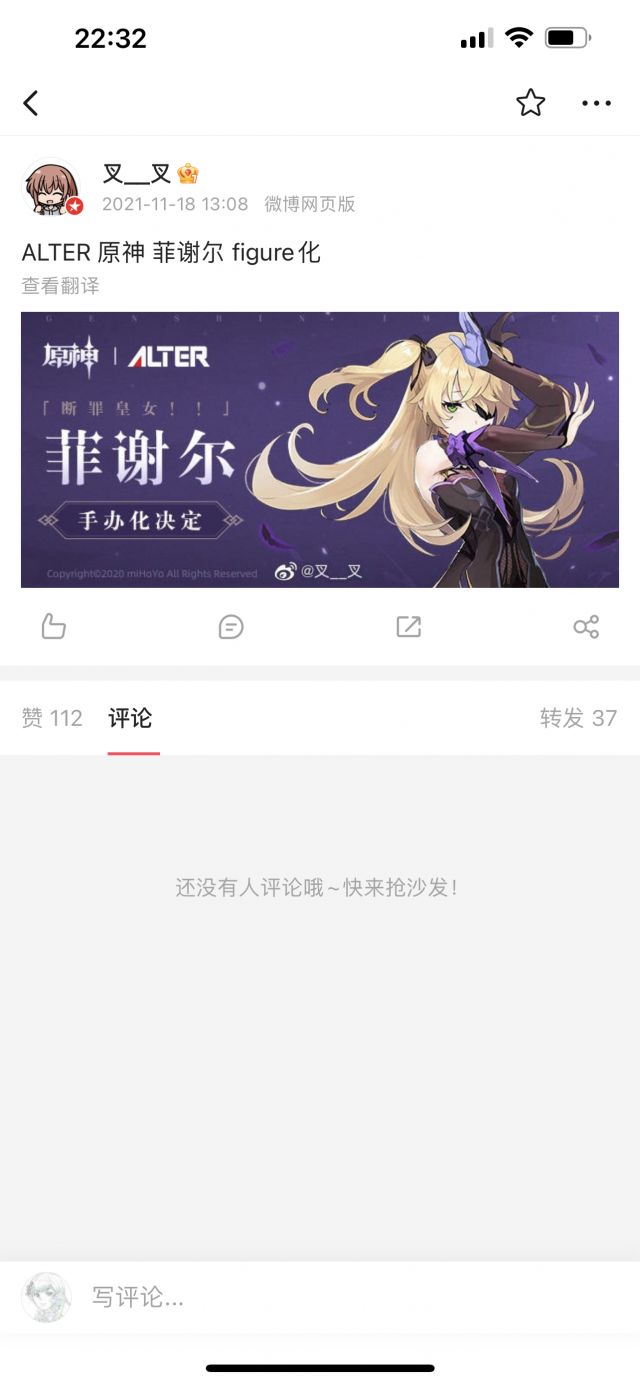 22:32
叉__叉
2021-11-18 13:08 微博网页版
ALTER 原神 菲谢尔 figure化
查看翻译
GENSHIN IMPACT
原神 | ALTER
「断罪皇女！！」
菲谢尔
手办化决定
Copyright©2020 miHoYo All Rights Reserved
@叉__叉
赞 112 评论 转发 37
还没有人评论哦~快来抢沙发！
写评论...